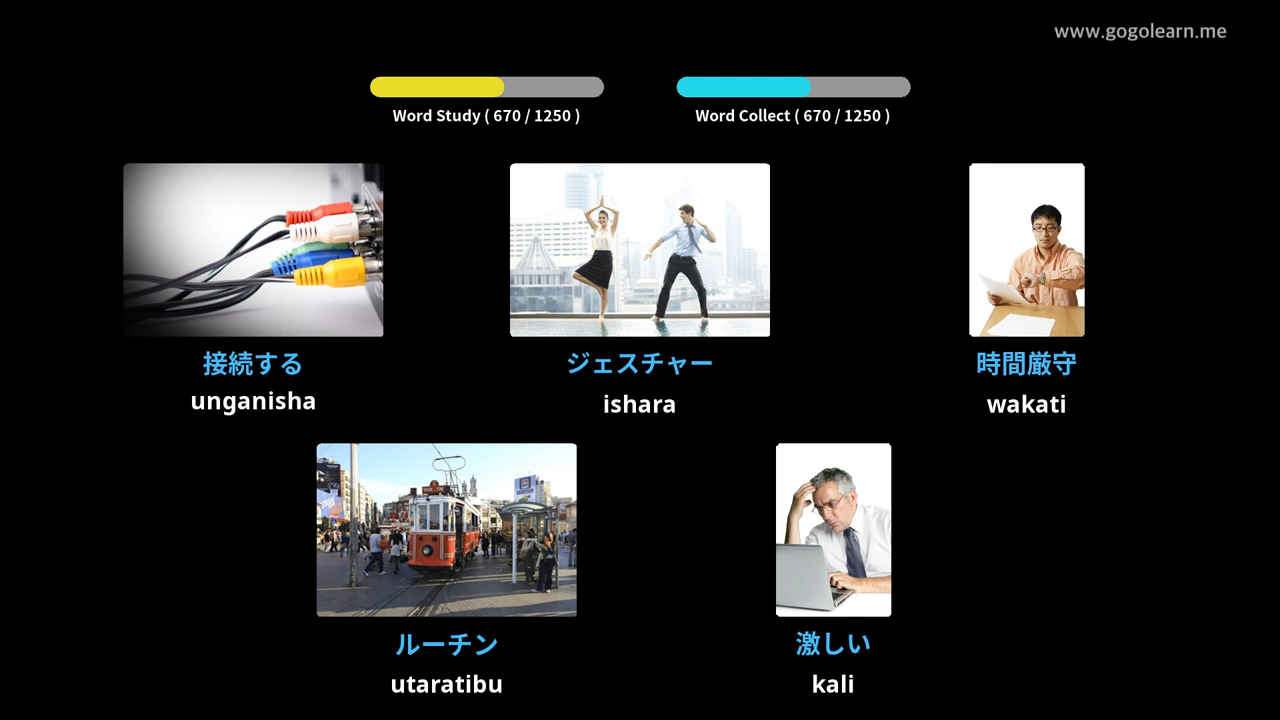 www.gogolearn.me
Word Study ( 670 / 1250 )
Word Collect ( 670 / 1250 )
接続する
unganisha
ジェスチャー
ishara
時間厳守
wakati
ルーチン
utaratibu
激しい
kali